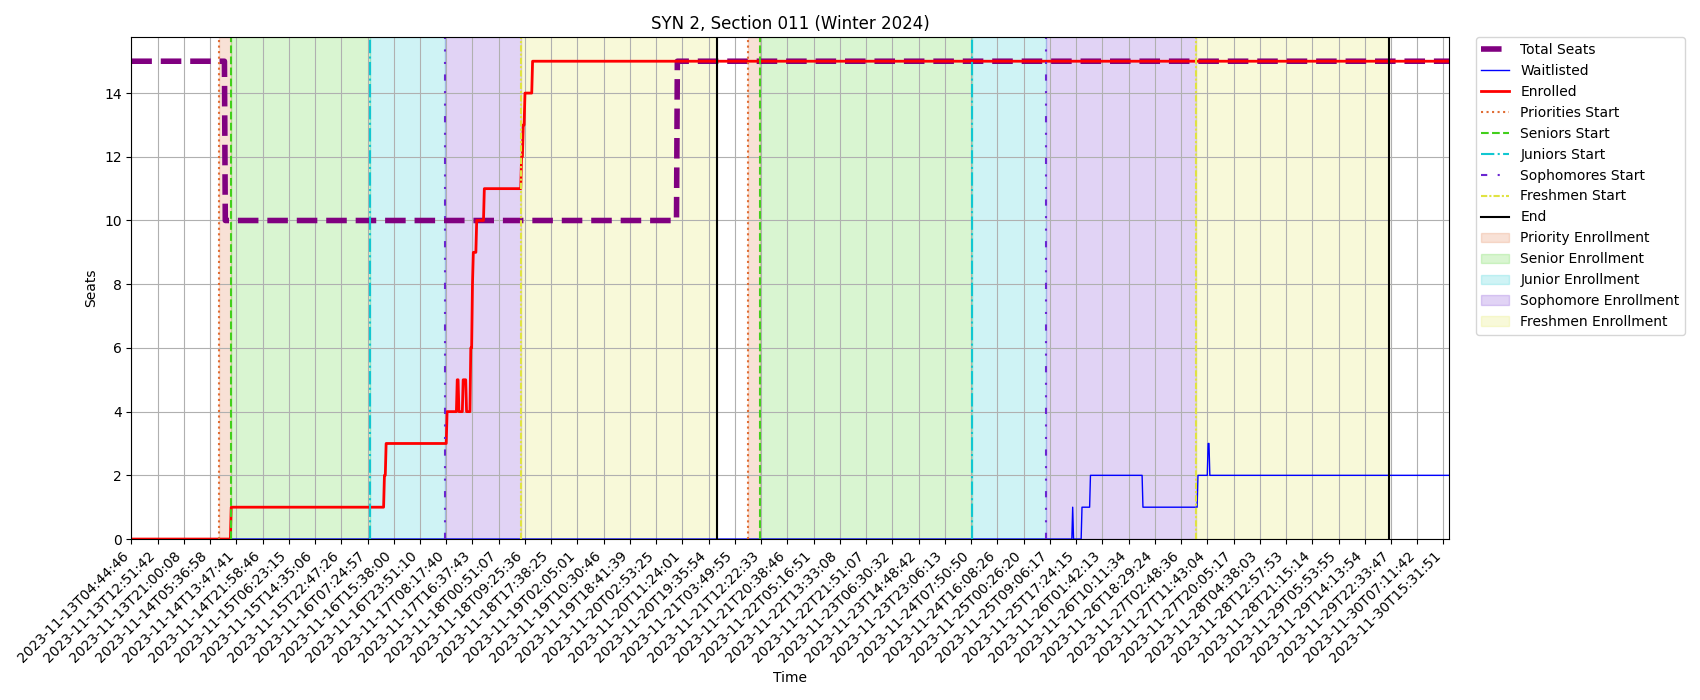 SYN 2, Section 011 (Winter 2024)
Total Seats
Waitlisted
Enrolled
Priorities Start
Seniors Start
Juniors Start
Sophomores Start
Freshmen Start
End
Priority Enrollment
Senior Enrollment
Junior Enrollment
Sophomore Enrollment
Freshmen Enrollment
Seats
14
12
10
8
6
4
2
0
2023-11-13T04:44:46
2023-11-13T12:51:42
2023-11-13T21:00:08
2023-11-14T05:36:58
2023-11-14T13:47:41
2023-11-14T21:58:46
2023-11-15T06:23:15
2023-11-15T14:35:06
2023-11-15T22:47:26
2023-11-16T07:24:57
2023-11-16T15:38:00
2023-11-16T23:51:10
2023-11-17T08:17:40
2023-11-17T16:37:43
2023-11-18T00:51:07
2023-11-18T09:25:36
2023-11-18T17:38:25
2023-11-19T02:05:01
2023-11-19T10:30:46
2023-11-19T18:41:39
2023-11-20T02:53:25
2023-11-20T11:24:01
2023-11-20T19:35:54
2023-11-21T03:49:55
2023-11-21T12:22:33
2023-11-21T20:38:46
2023-11-22T05:16:51
2023-11-22T13:33:08
2023-11-22T21:51:07
2023-11-23T06:30:32
2023-11-23T14:48:42
2023-11-23T23:06:13
2023-11-24T07:50:50
2023-11-24T16:08:26
2023-11-25T00:26:20
2023-11-25T09:06:17
2023-11-25T17:24:15
2023-11-26T01:42:13
2023-11-26T10:11:34
2023-11-26T18:29:24
2023-11-27T02:48:36
2023-11-27T11:43:04
2023-11-27T20:05:17
2023-11-28T04:38:03
2023-11-28T12:57:53
2023-11-28T21:15:14
2023-11-29T05:53:55
2023-11-29T14:13:54
2023-11-29T22:33:47
2023-11-30T07:11:42
2023-11-30T15:31:51
Time